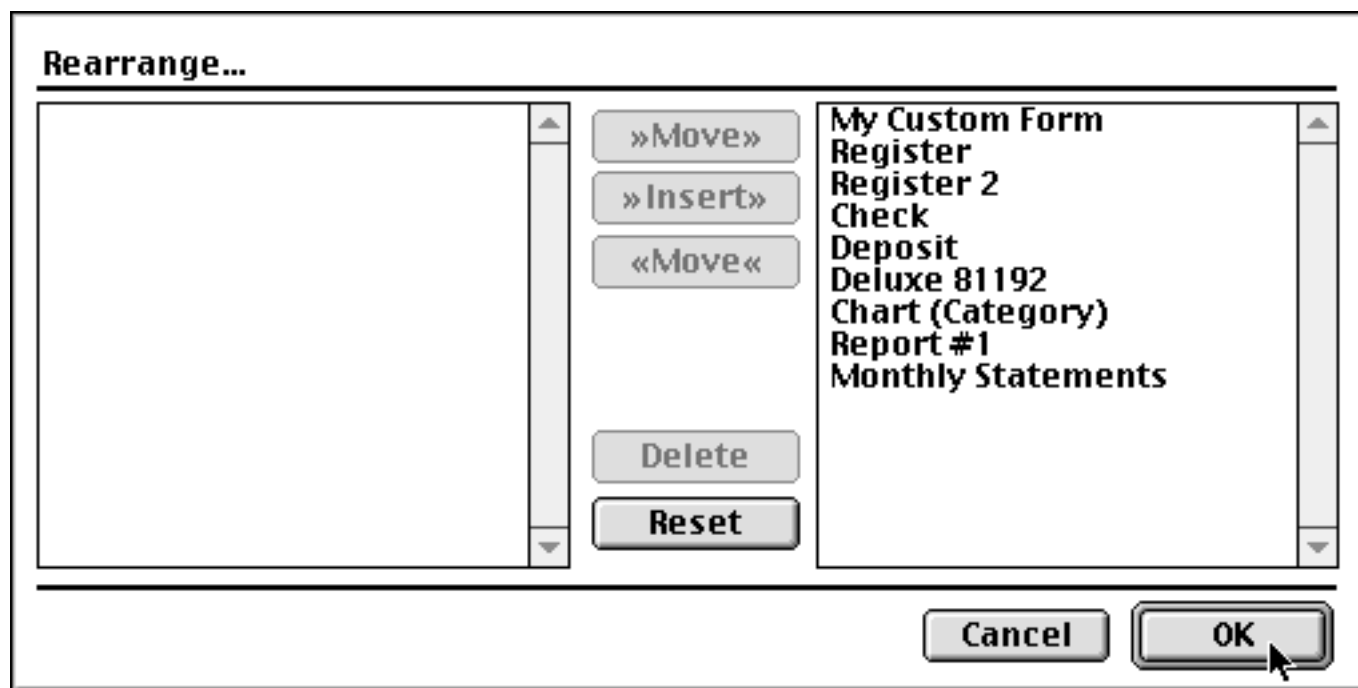 Rearrange...
»Move»
»Insert»
«Move«
Delete
Reset
My Custom Form
Register
Register 2
Check
Deposit
Deluxe 81192
Chart (Category)
Report #1
Monthly Statements
Cancel
OK